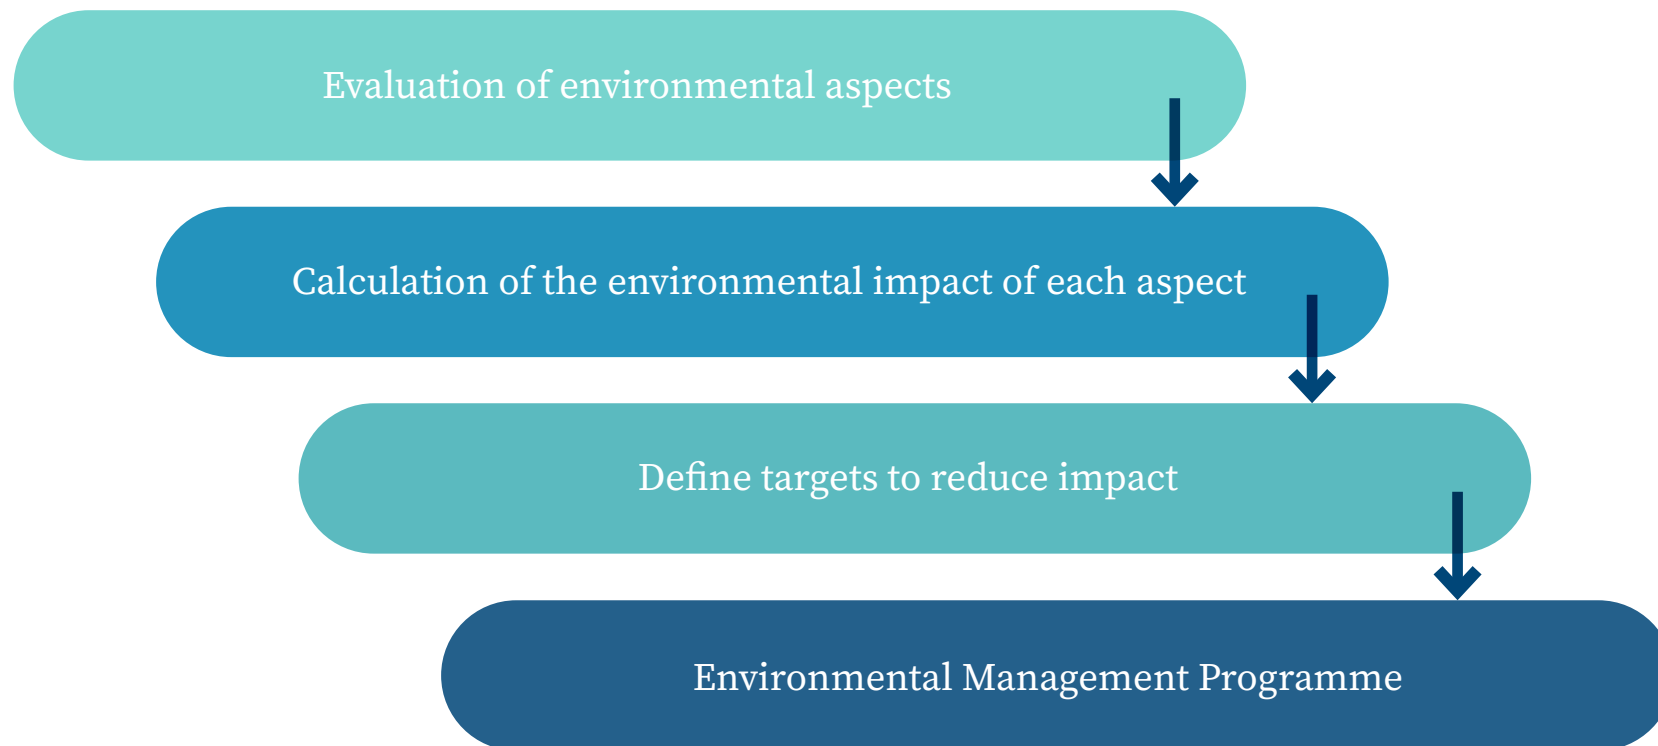 Evaluation of environmental aspects
Calculation of the environmental impact of each aspect
Define targets to reduce impact
Environmental Management Programme